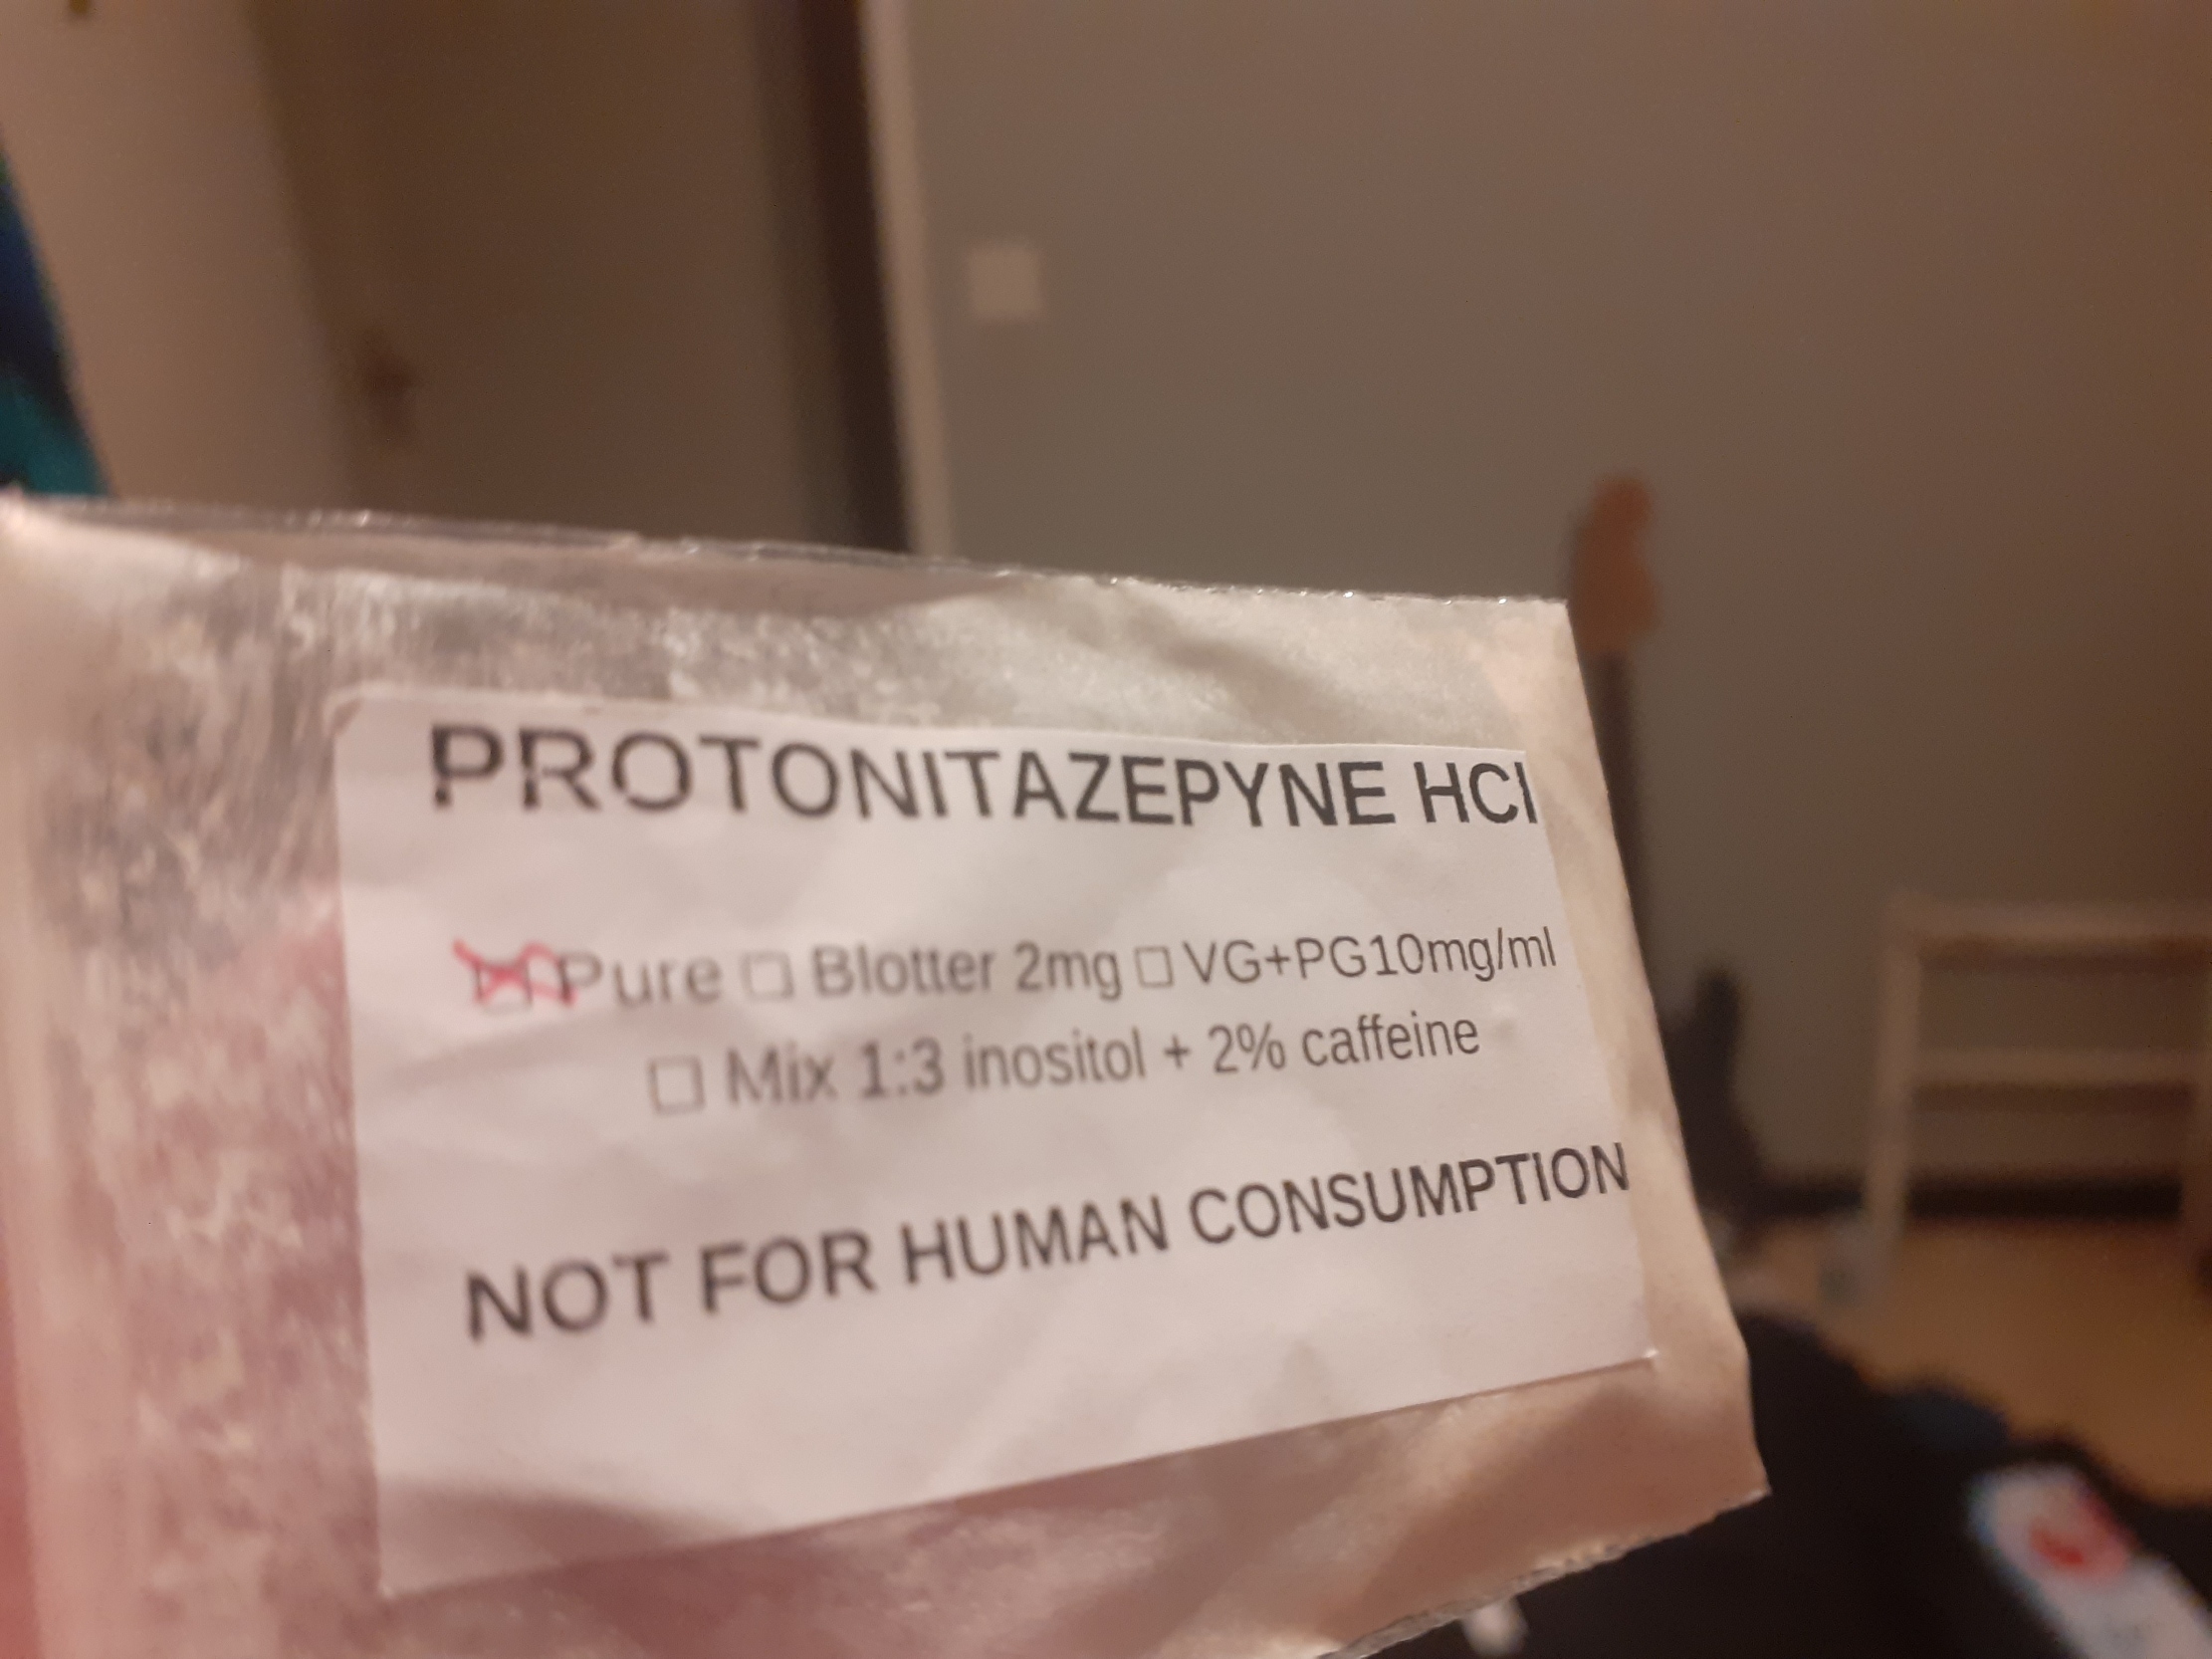 PROTONITAZEPYNE HCl
☒ Pure ☐ Blotter 2mg ☐ VG+PG10mg/ml
☐ Mix 1:3 inositol + 2% caffeine
NOT FOR HUMAN CONSUMPTION